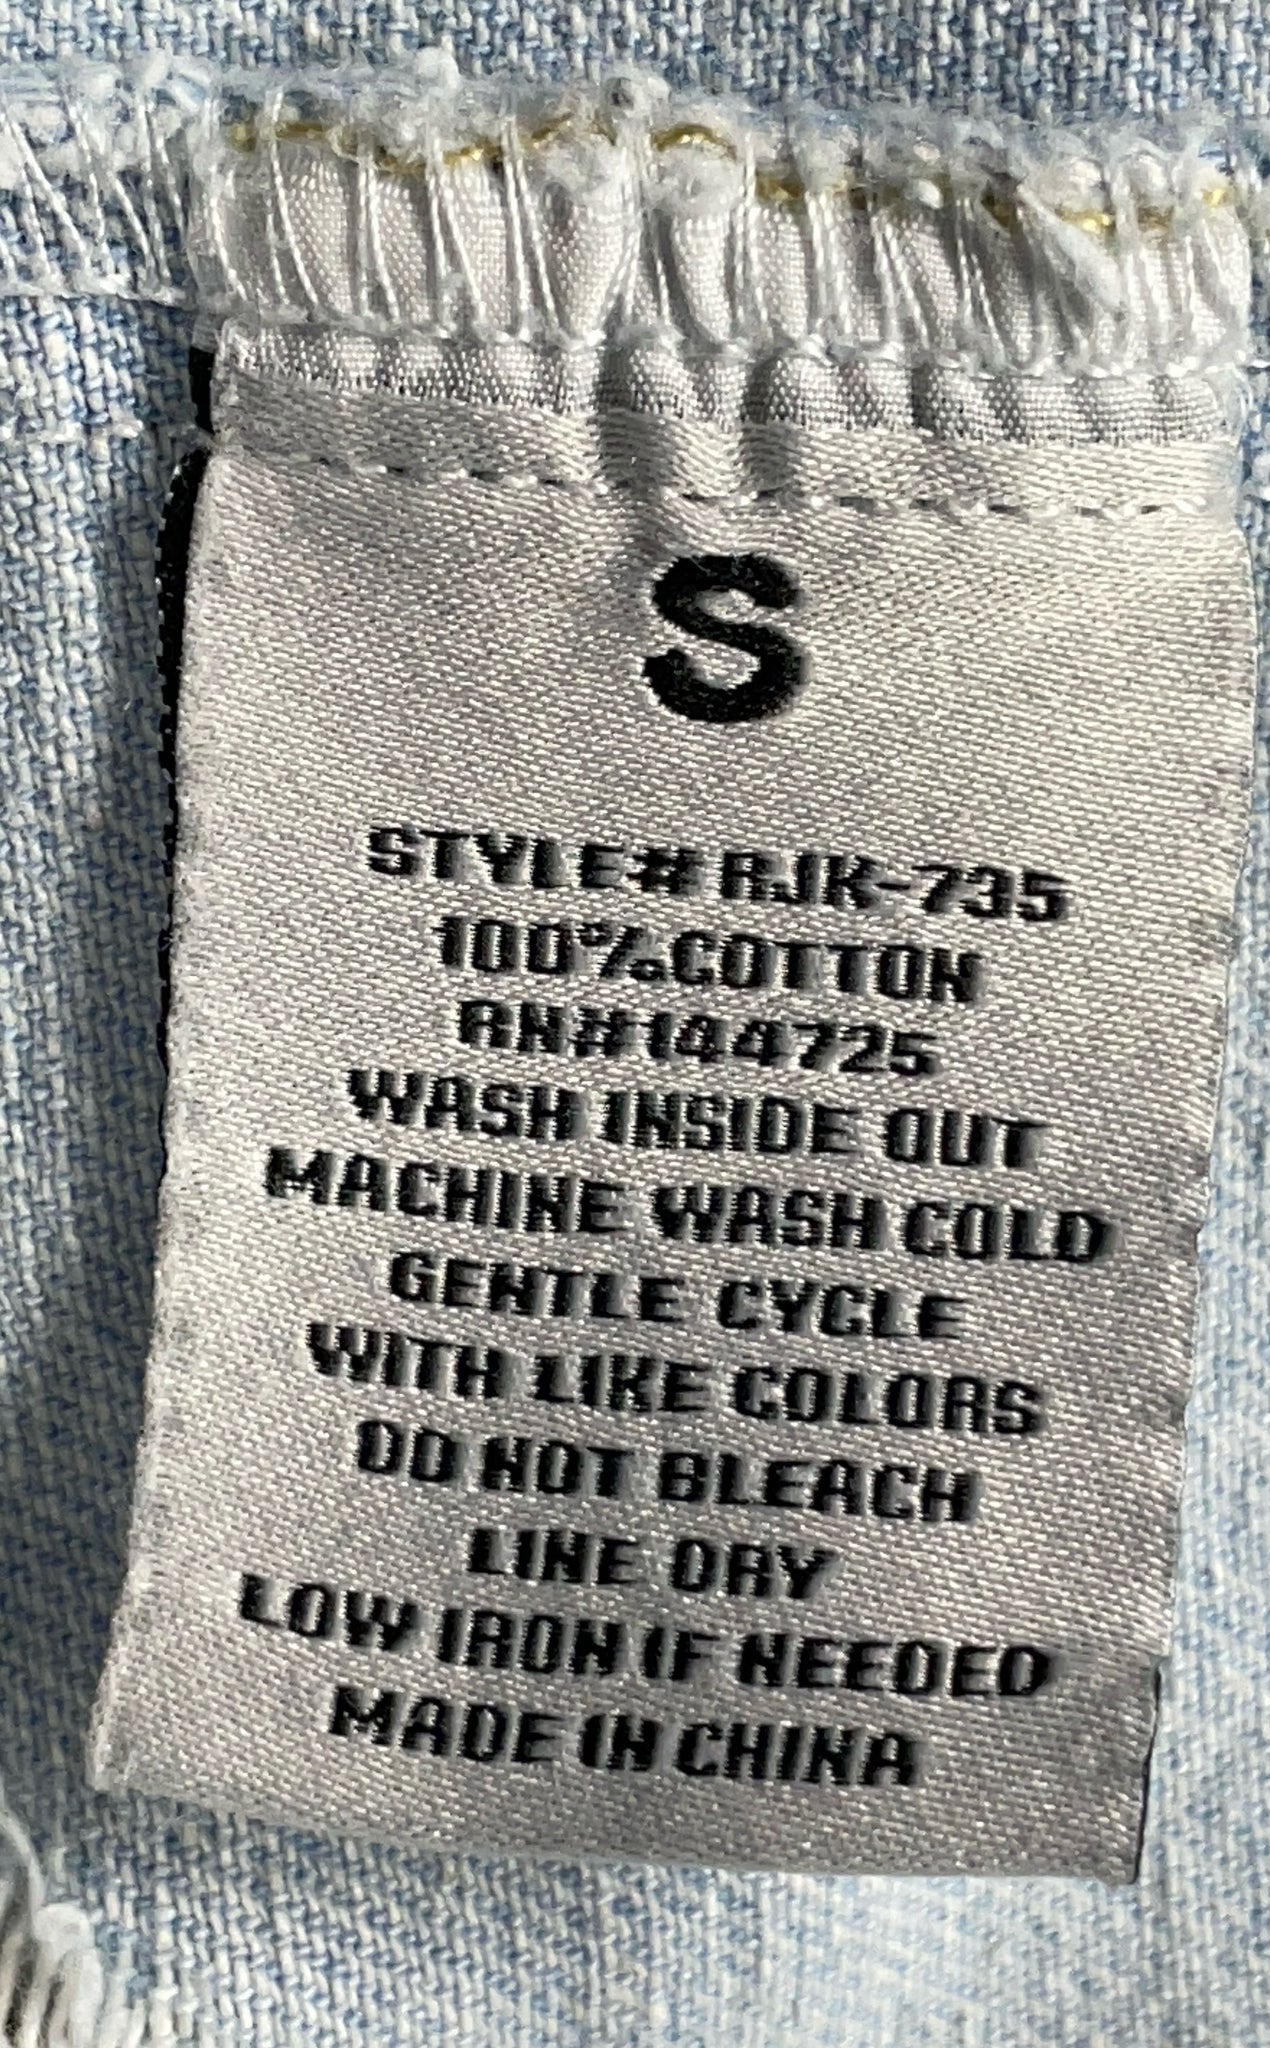 S
STYLE# RJK-735
100%COTTON
RN#144725
WASH INSIDE OUT
MACHINE WASH COLD
GENTLE CYCLE
WITH LIKE COLORS
DO NOT BLEACH
LINE DRY
LOW IRON IF NEEDED
MADE IN CHINA